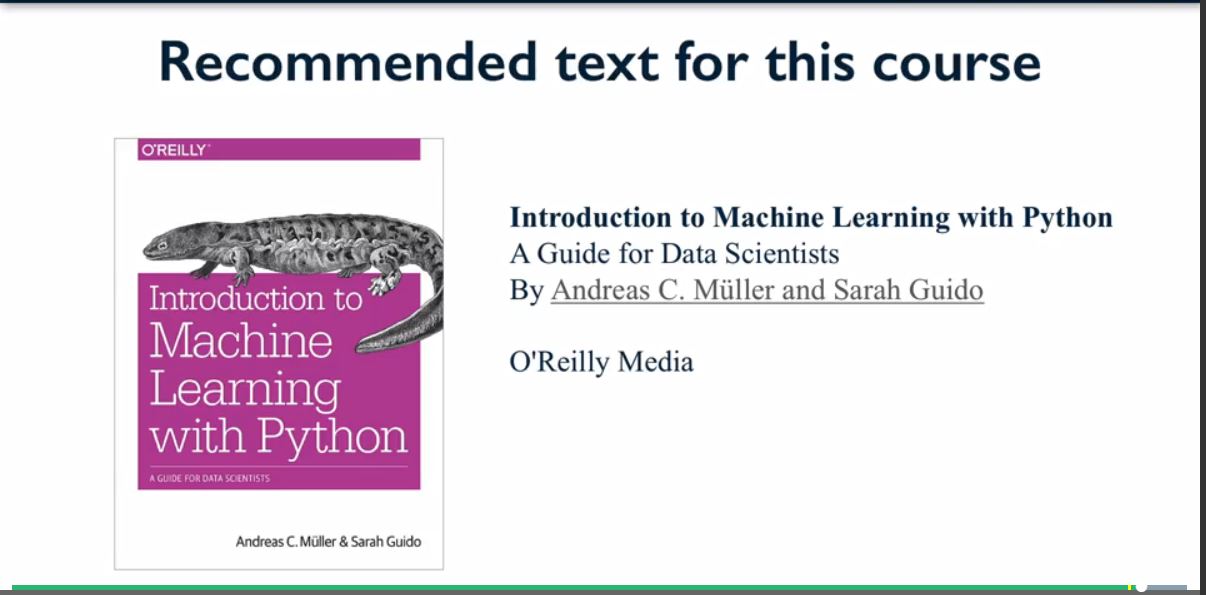 Recommended text for this course
O'REILLY
Introduction to
Machine
Learning
with Python
A GUIDE FOR DATA SCIENTISTS
Andreas C. Müller & Sarah Guido
Introduction to Machine Learning with Python
A Guide for Data Scientists
By Andreas C. Müller and Sarah Guido
O'Reilly Media